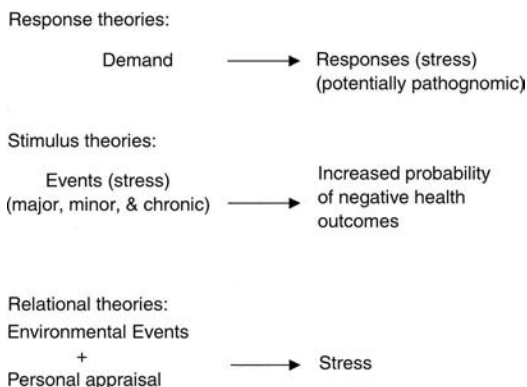 Response theories:
Demand
Responses (stress)
(potentially pathognomic)
Stimulus theories:
Events (stress)
(major, minor, & chronic)
Increased probability
of negative health
outcomes
Relational theories:
Environmental Events
+
Personal appraisal
Stress